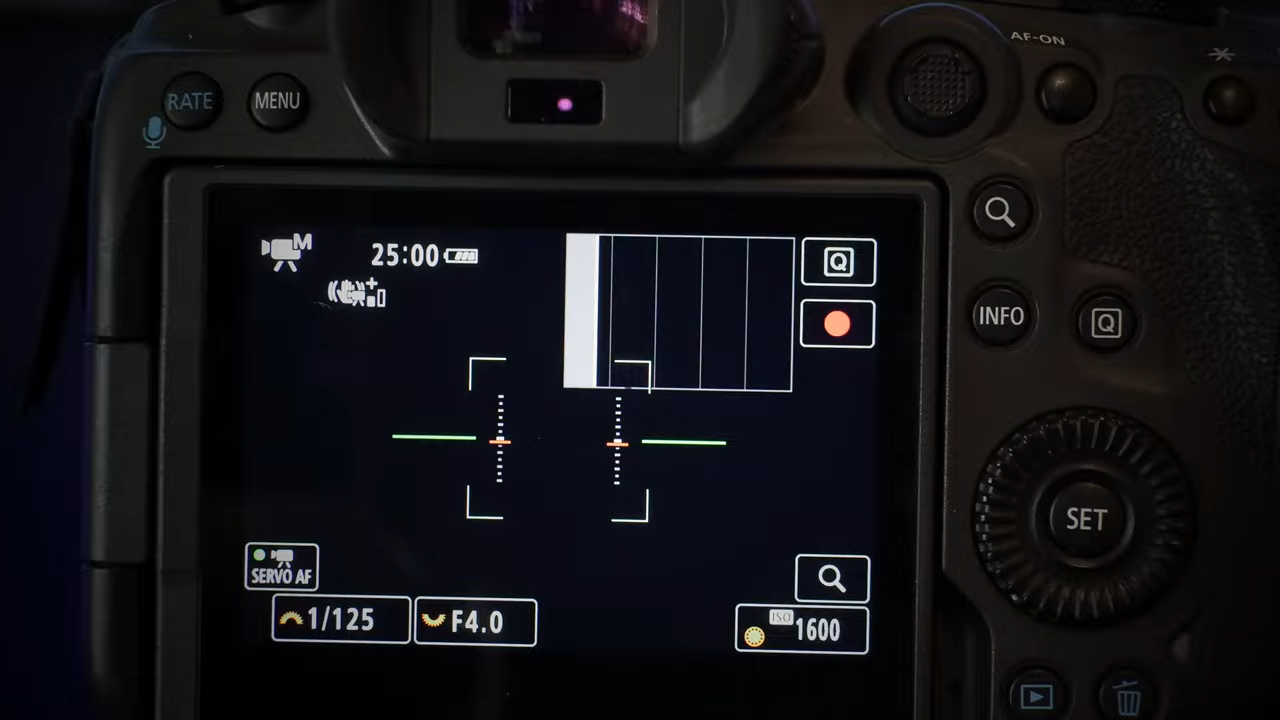 AF-ON
RATE
MENU
M
25:00
Q
INFO
Q
SET
SERVO AF
1/125
F4.0
ISO
1600